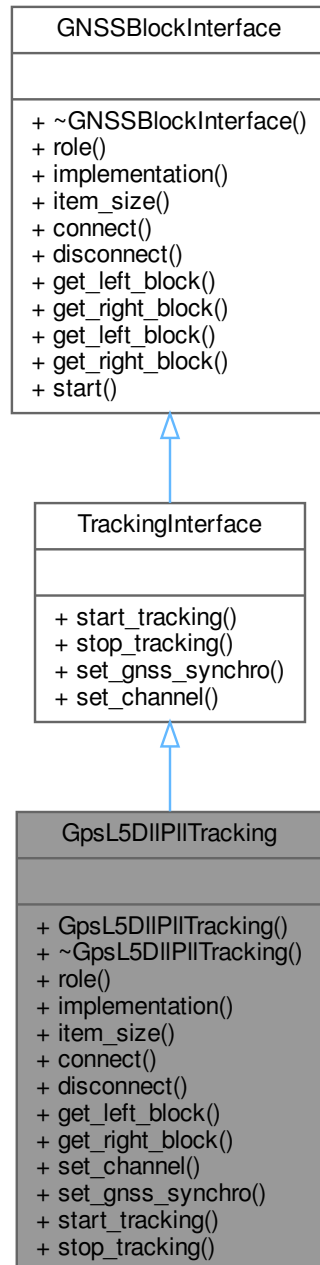 GNSSBlockInterface
+ ~GNSSBlockInterface()
+ role()
+ implementation()
+ item_size()
+ connect()
+ disconnect()
+ get_left_block()
+ get_right_block()
+ get_left_block()
+ get_right_block()
+ start()
TrackingInterface
+ start_tracking()
+ stop_tracking()
+ set_gnss_synchro()
+ set_channel()
GpsL5DllPllTracking
+ GpsL5DllPllTracking()
+ ~GpsL5DllPllTracking()
+ role()
+ implementation()
+ item_size()
+ connect()
+ disconnect()
+ get_left_block()
+ get_right_block()
+ set_channel()
+ set_gnss_synchro()
+ start_tracking()
+ stop_tracking()